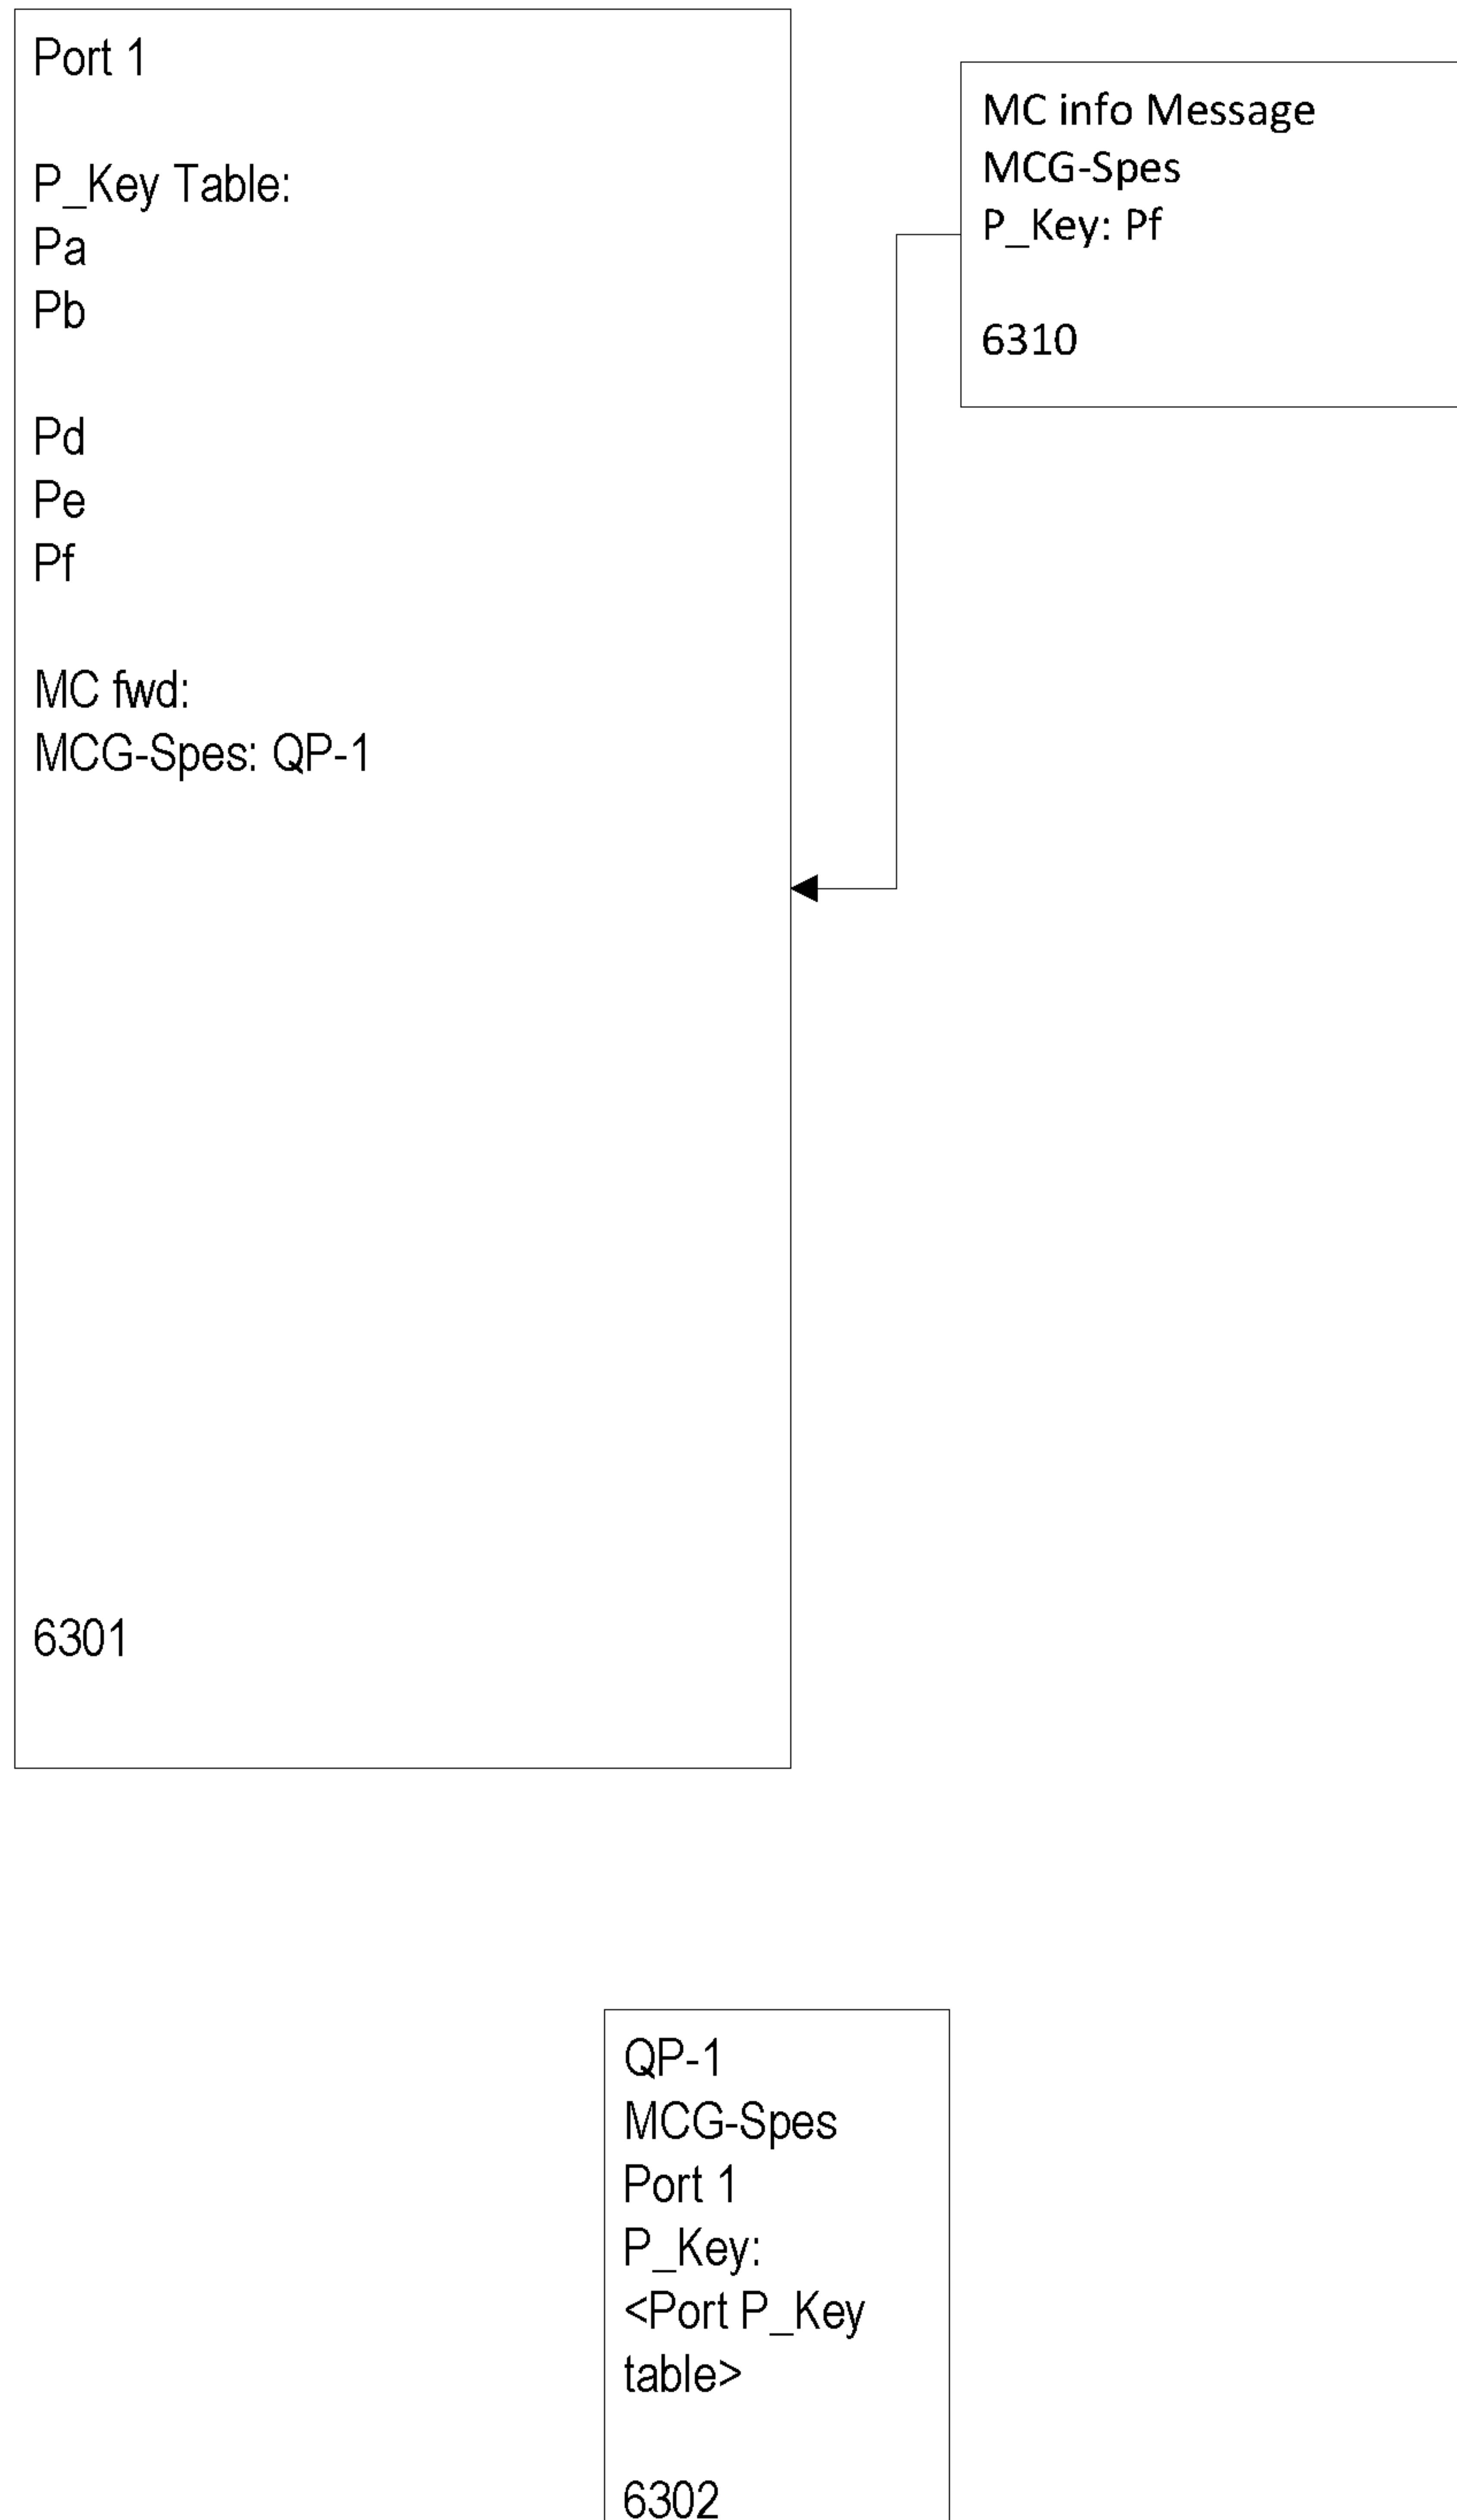 Port 1
P_Key Table:
Pa
Pb
Pd
Pe
Pf
MC fwd:
MCG-Spes: QP-1
6301
MC info Message
MCG-Spes
P_Key: Pf
6310
QP-1
MCG-Spes
Port 1
P_Key:
<Port P_Key
table>
6302